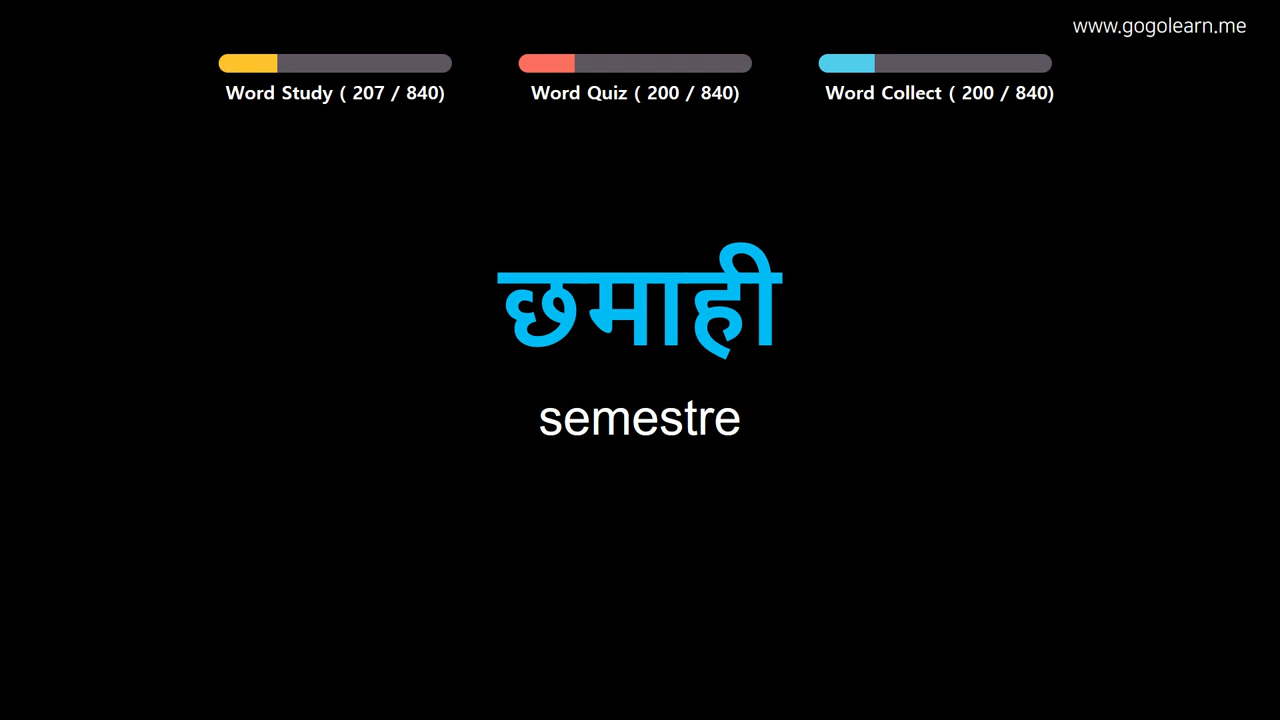 www.gogolearn.me
Word Study ( 207 / 840)
Word Quiz ( 200 / 840)
Word Collect ( 200 / 840)
छमाही
semestre